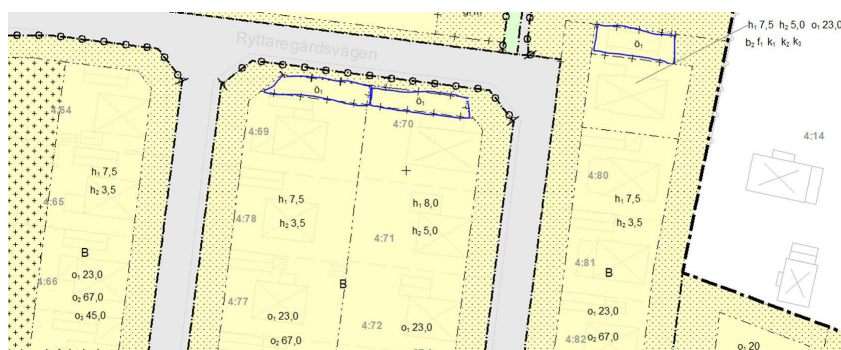 grill
h₁ 7,5 h₂ 5,0 o₁ 23,0
b₂ f₁ k₁ k₂ k₃
Ryttaregårdsvägen
ö₁
ö₁
ö₁
4:64
4:69
4:70
4:14
h₁ 7,5
h₂ 3,5
4:65
h₁ 7,5
h₂ 3,5
4:78
h₁ 8,0
h₂ 5,0
4:71
4:80
h₁ 7,5
h₂ 3,5
B
4:66
o₁ 23,0
o₂ 67,0
o₃ 45,0
4:77
B
o₁ 23,0
o₂ 67,0
4:72
o₁ 23,0
4:81
B
o₁ 23,0
4:82
o₂ 67,0
o₁ 20